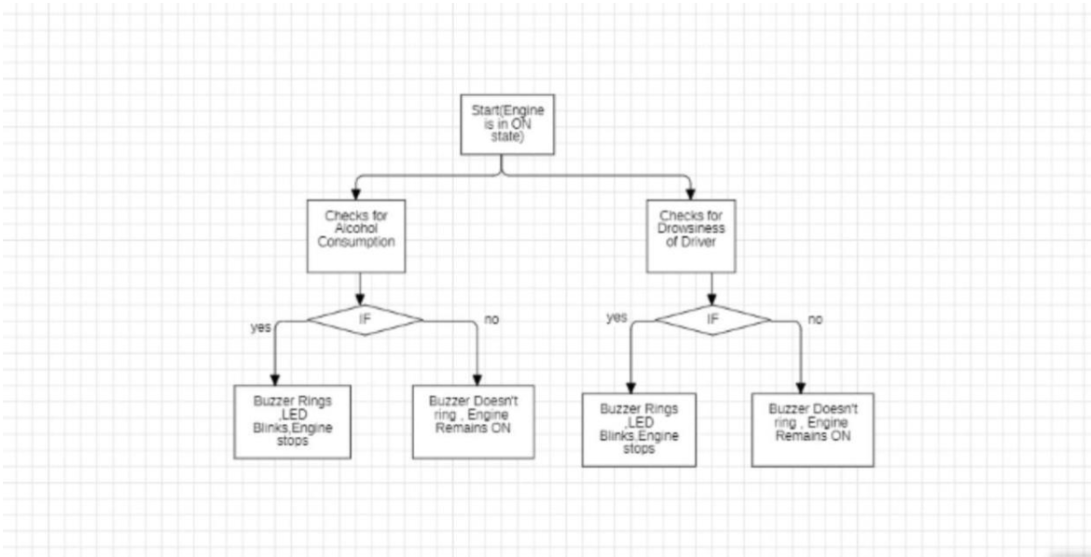 Start(Engine
is in ON
state)
Checks for
Alcohol
Consumption
Checks for
Drowsiness
of Driver
yes
IF
no
yes
IF
no
Buzzer Rings
,LED
Blinks,Engine
stops
Buzzer Doesn't
ring , Engine
Remains ON
Buzzer Rings
,LED
Blinks,Engine
stops
Buzzer Doesn't
ring , Engine
Remains ON